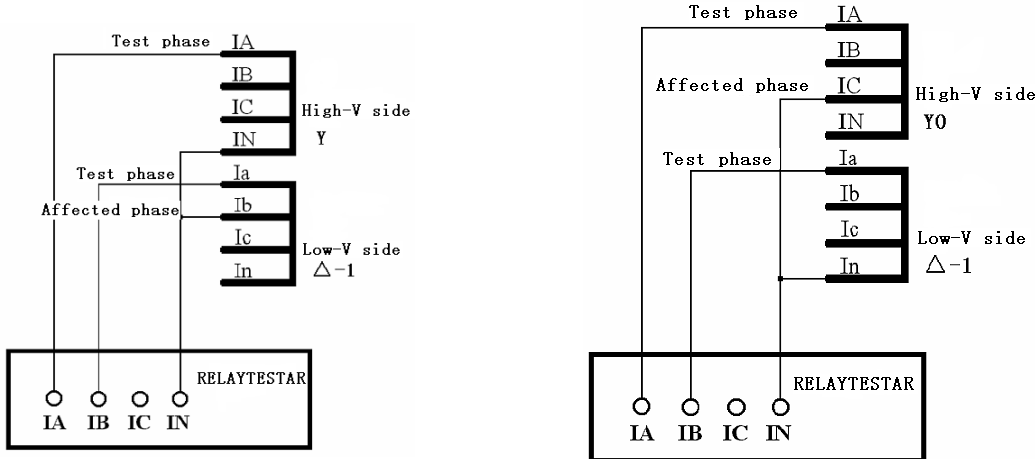 Test phase IA
IB
IC
High-V side
IN
Y
Test phase Ia
Affected phase Ib
Ic
Low-V side
In
△-1
RELAYTESTAR
IA IB IC IN
Test phase IA
IB
Affected phase IC
High-V side
IN
Y0
Test phase Ia
Ib
Ic
Low-V side
In
△-1
RELAYTESTAR
IA IB IC IN